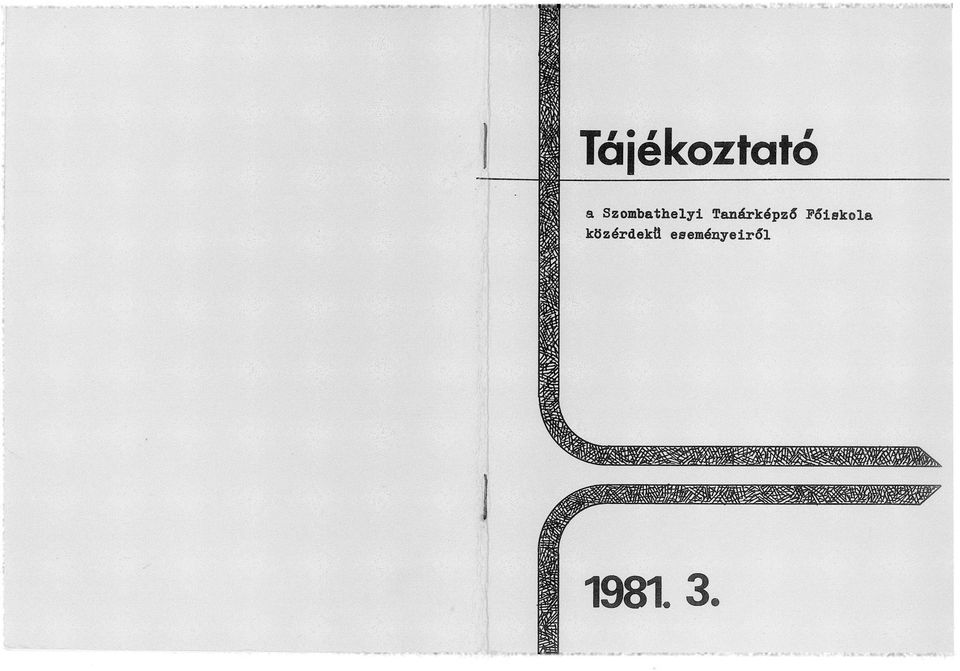 Tájékoztató
a Szombathelyi Tanárképző Főiskola
közérdekű eseményeiről
1981. 3.